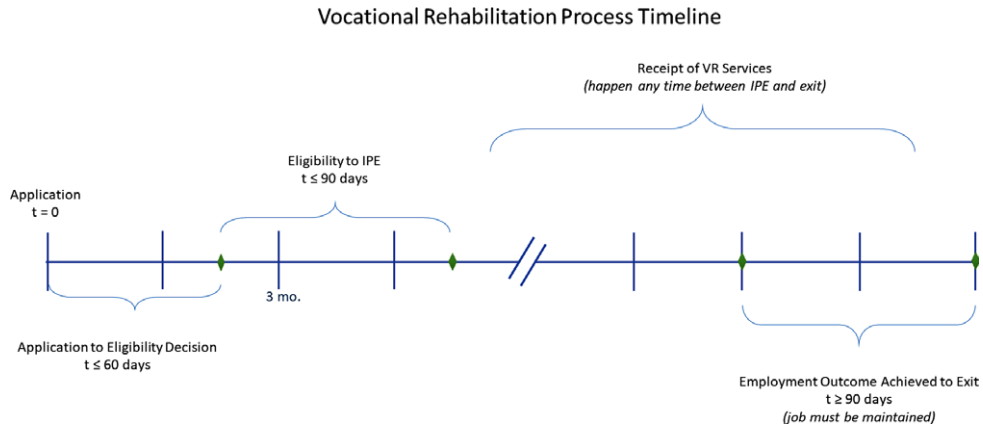 Vocational Rehabilitation Process Timeline
Receipt of VR Services
(happen any time between IPE and exit)
Eligibility to IPE
t ≤ 90 days
Application
t = 0
3 mo.
Application to Eligibility Decision
t ≤ 60 days
Employment Outcome Achieved to Exit
t ≥ 90 days
(job must be maintained)